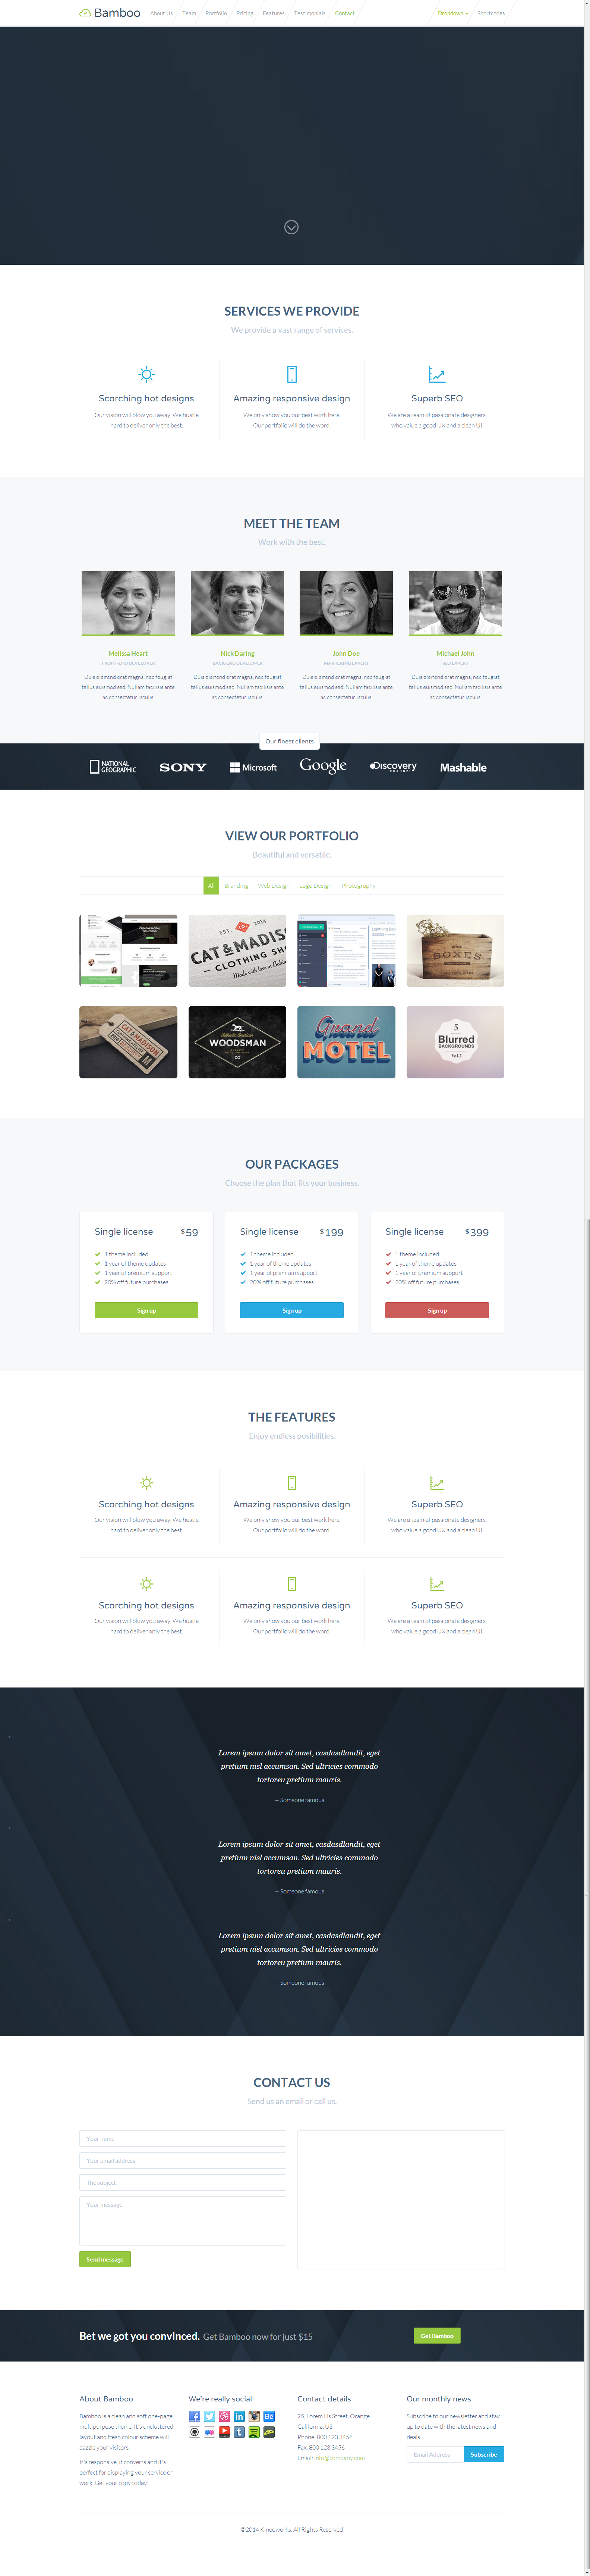 Bamboo
About Us Team Portfolio Pricing Features Testimonials Contact Dropdown Shortcodes
SERVICES WE PROVIDE
We provide a vast range of services.
Scorching hot designs
Our vision will blow you away. We hustle
hard to deliver only the best.
Amazing responsive design
We only show you our best work here.
Our portfolio will do the word.
Superb SEO
We are a team of passionate designers,
who value a good UX and a clean UI.
MEET THE TEAM
Work with the best.
Melissa Heart
FRONT-END DEVELOPER
Duis eleifend erat magna, nec feugiat
tellus euismod sed. Nullam facilisis ante
ac consectetur iaculis.
Nick Daring
BACK END DEVELOPER
Duis eleifend erat magna, nec feugiat
tellus euismod sed. Nullam facilisis ante
ac consectetur iaculis.
John Doe
MARKETING EXPERT
Duis eleifend erat magna, nec feugiat
tellus euismod sed. Nullam facilisis ante
ac consectetur iaculis.
Michael John
SEO EXPERT
Duis eleifend erat magna, nec feugiat
tellus euismod sed. Nullam facilisis ante
ac consectetur iaculis.
Our finest clients
NATIONAL
GEOGRAPHIC
SONY
Microsoft
Google
Discovery
CHANNEL
Mashable
VIEW OUR PORTFOLIO
Beautiful and versatile.
All Branding Web Design Logo Design Photography
EST. 2014
CAT & MADIS
CLOTHING SHO
Made with love in
BOXES
CAT & MADISON
WOODSMAN
CO
Grand
MOTEL
5
Blurred
BACKGROUNDS
Vol.2
OUR PACKAGES
Choose the plan that fits your business.
Single license $59
1 theme included
1 year of theme updates
1 year of premium support
20% off future purchases
Sign up
Single license $199
1 theme included
1 year of theme updates
1 year of premium support
20% off future purchases
Sign up
Single license $399
1 theme included
1 year of theme updates
1 year of premium support
20% off future purchases
Sign up
THE FEATURES
Enjoy endless posibilities.
Scorching hot designs
Our vision will blow you away. We hustle
hard to deliver only the best.
Amazing responsive design
We only show you our best work here.
Our portfolio will do the word.
Superb SEO
We are a team of passionate designers,
who value a good UX and a clean UI.
Scorching hot designs
Our vision will blow you away. We hustle
hard to deliver only the best.
Amazing responsive design
We only show you our best work here.
Our portfolio will do the word.
Superb SEO
We are a team of passionate designers,
who value a good UX and a clean UI.
Lorem ipsum dolor sit amet, casdasdlandit, eget
pretium nisl accumsan. Sed ultricies commodo
tortoreu pretium mauris.
— Someone famous
Lorem ipsum dolor sit amet, casdasdlandit, eget
pretium nisl accumsan. Sed ultricies commodo
tortoreu pretium mauris.
— Someone famous
Lorem ipsum dolor sit amet, casdasdlandit, eget
pretium nisl accumsan. Sed ultricies commodo
tortoreu pretium mauris.
— Someone famous
CONTACT US
Send us an email or call us.
Your name
Your email address
The subject
Your message
Send message
Bet we got you convinced. Get Bamboo now for just $15
Get Bamboo
About Bamboo
Bamboo is a clean and soft one-page
multipurpose theme. It's uncluttered
layout and fresh colour scheme will
dazzle your visitors.
It's responsive, it converts and it's
perfect for displaying your service or
work. Get your copy today!
We're really social
Contact details
25, Lorem Lis Street, Orange
California, US
Phone: 800 123 3456
Fax: 800 123 3456
Email: info@company.com
Our monthly news
Subscribe to our newsletter and stay
up to date with the latest news and
deals!
Email Address
Subscribe
©2014 Kineoworks. All Rights Reserved.